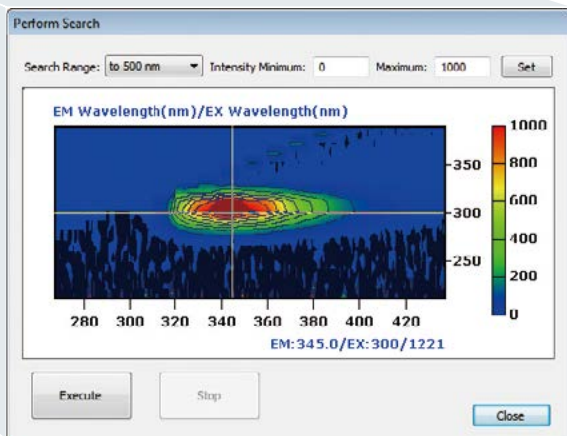 Perform Search
Search Range: to 500 nm Intensity Minimum: 0 Maximum: 1000 Set
EM Wavelength(nm)/EX Wavelength(nm)
1000
350
800
600
300
400
250
200
0
280 300 320 340 360 380 400 420
EM:345.0/EX:300/1221
Execute Stop
Close